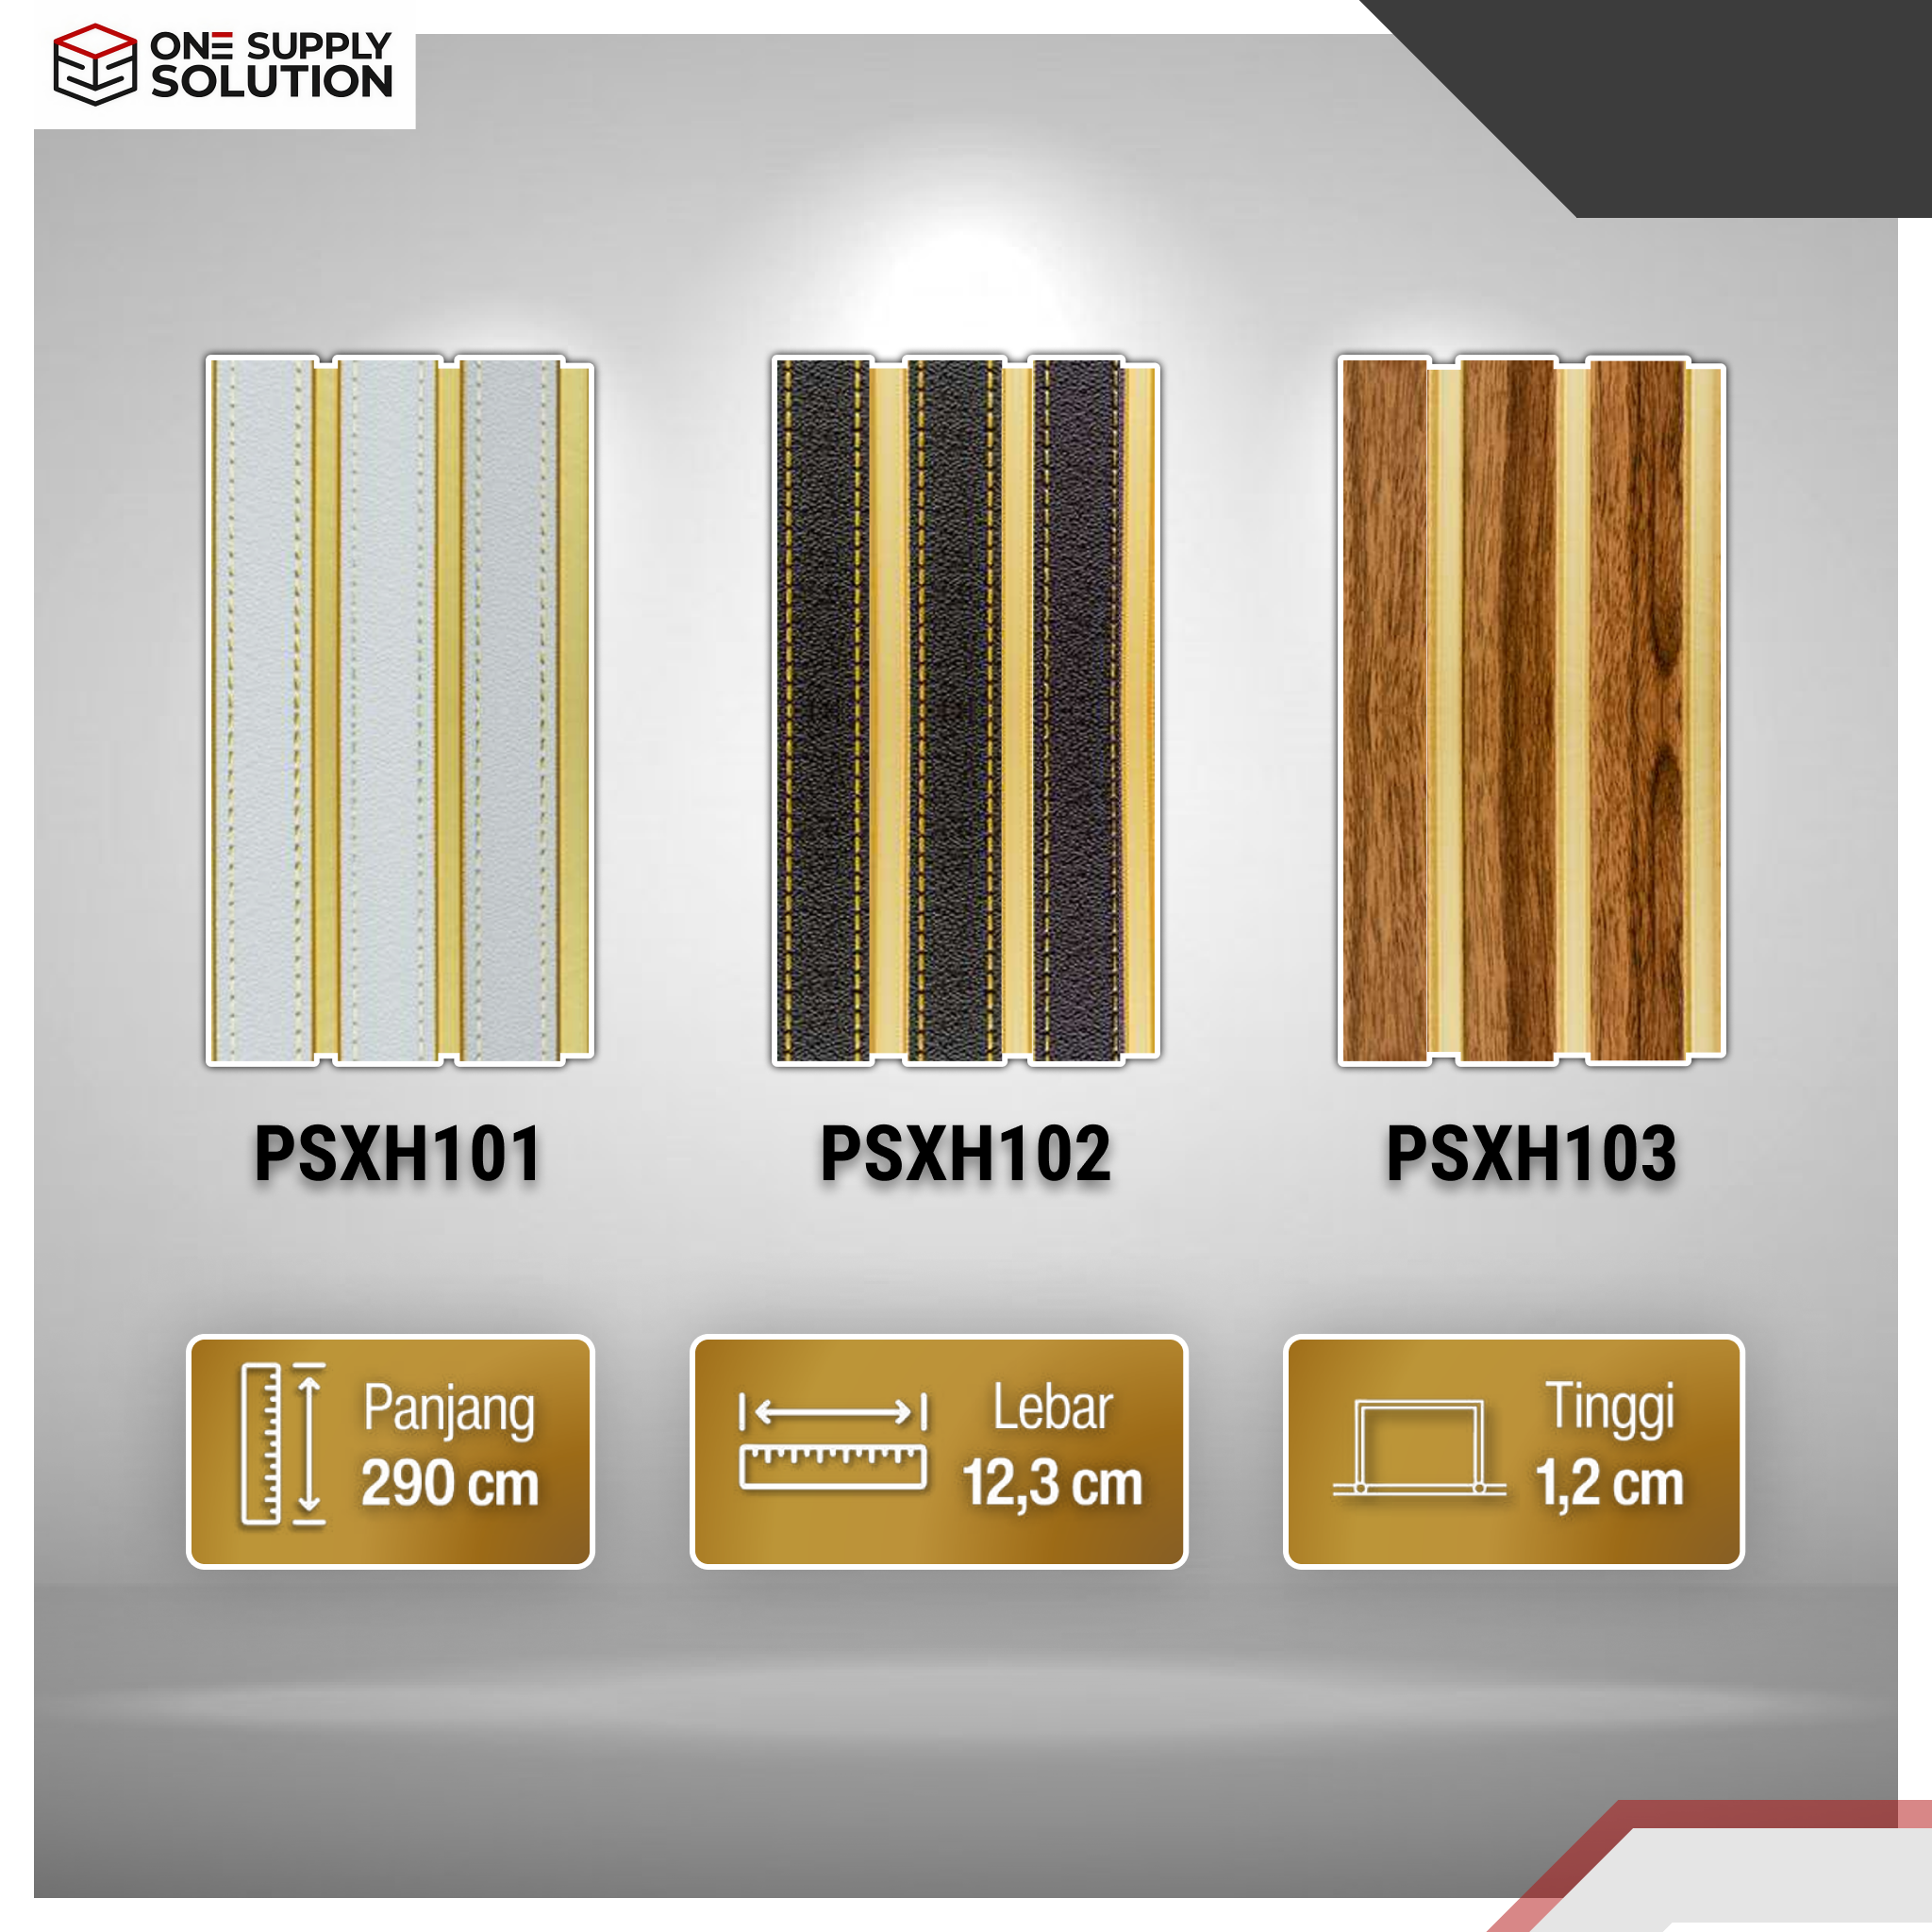 ONE SUPPLY
SOLUTION
PSXH101
PSXH102
PSXH103
Panjang
290 cm
Lebar
12,3 cm
Tinggi
1,2 cm